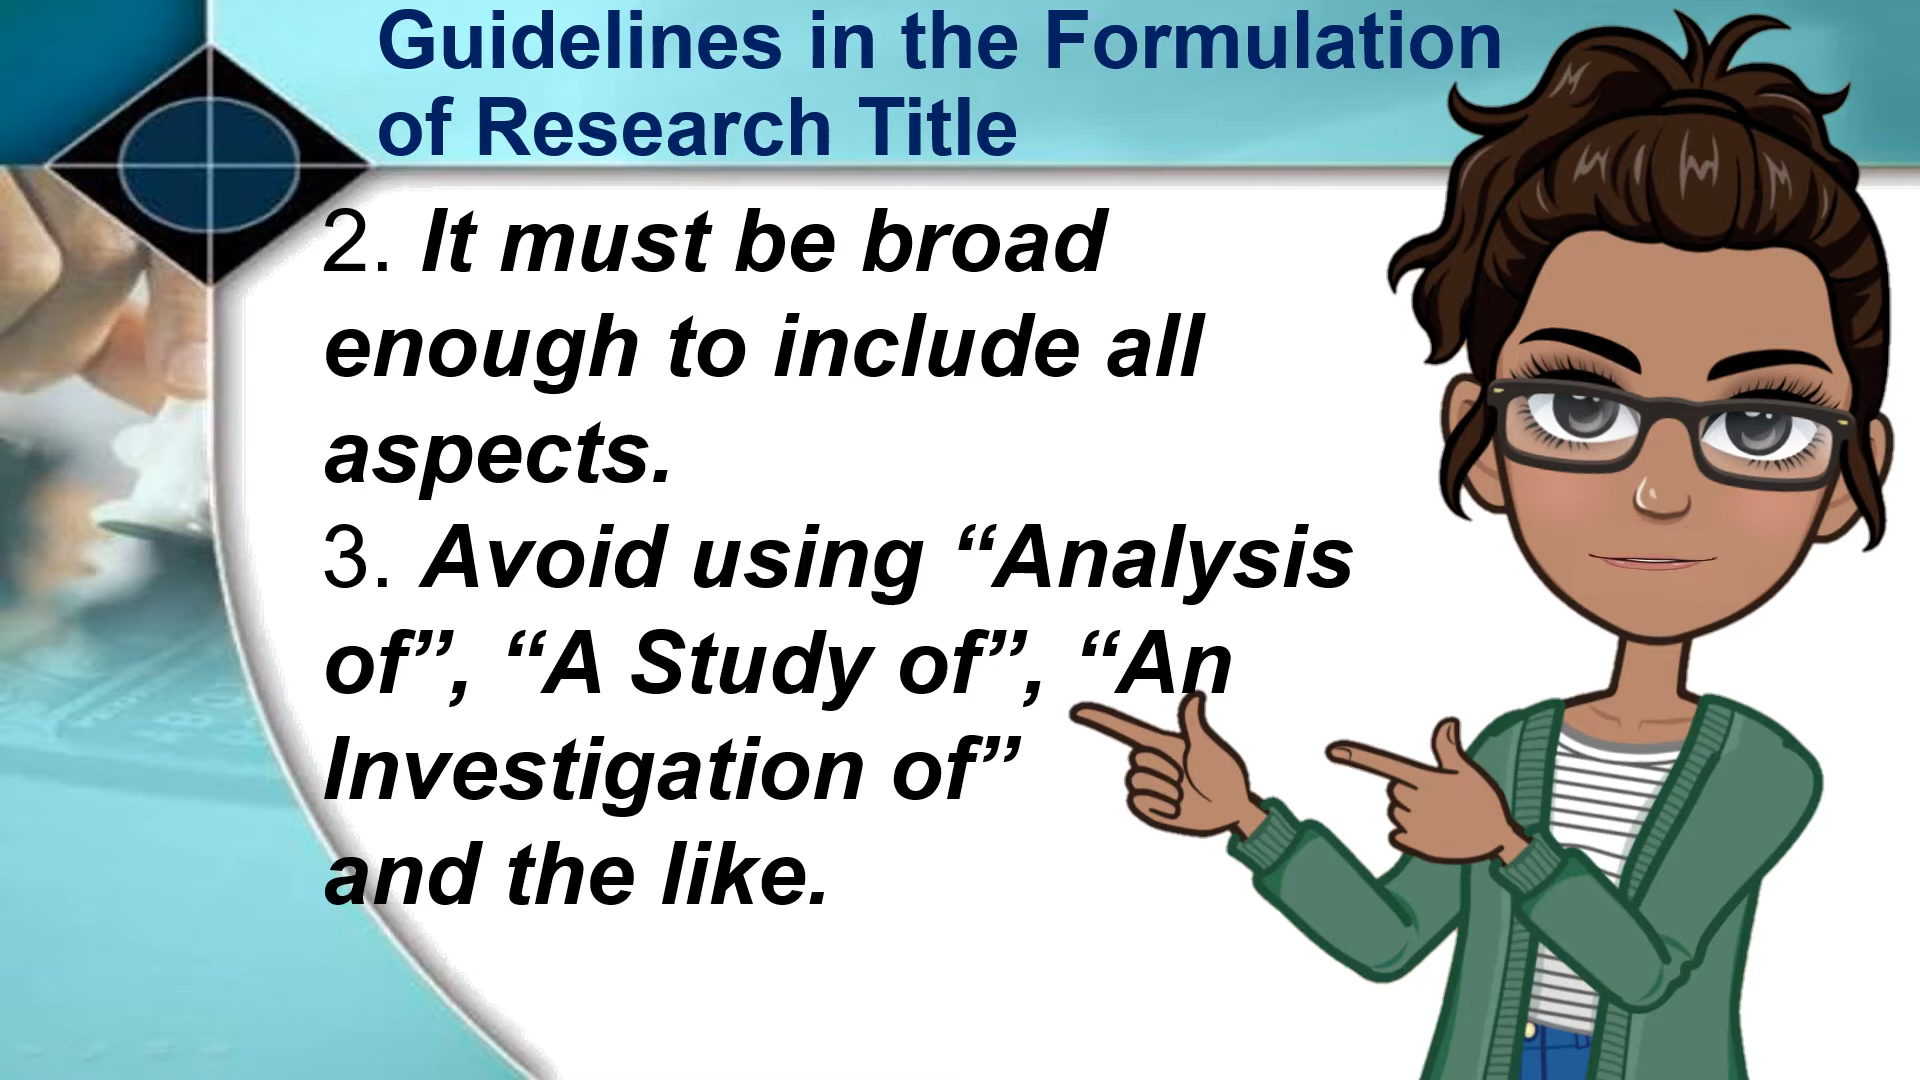 Guidelines in the Formulation
of Research Title
2. It must be broad
enough to include all
aspects.
3. Avoid using “Analysis
of”, “A Study of”, “An
Investigation of”
and the like.